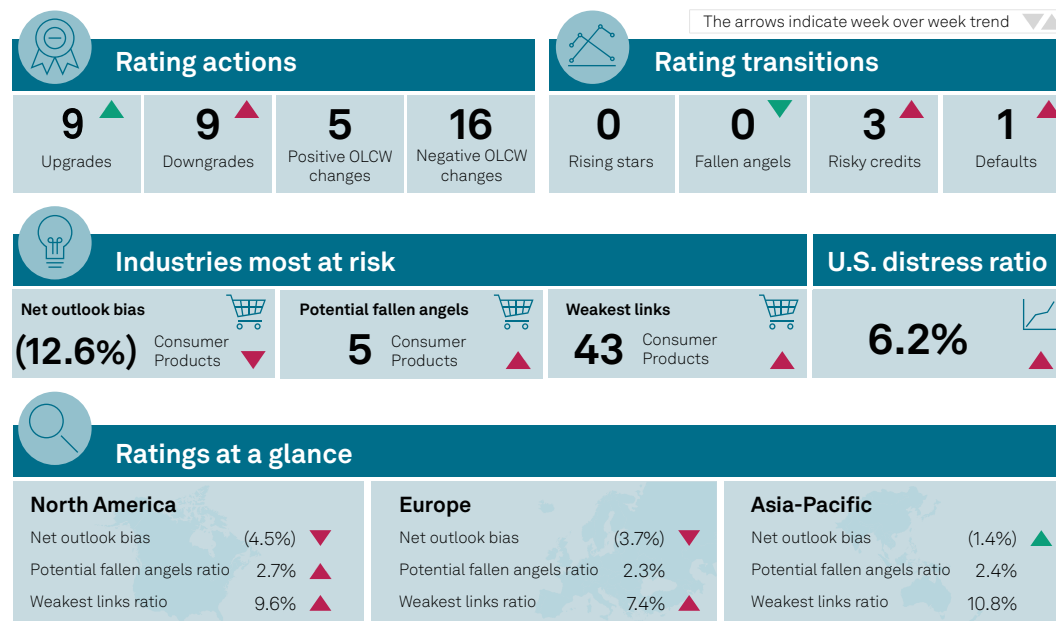 The arrows indicate week over week trend
Rating actions
Rating transitions
9
Upgrades
9
Downgrades
5
Positive OLCW
changes
16
Negative OLCW
changes
0
Rising stars
0
Fallen angels
3
Risky credits
1
Defaults
Industries most at risk
U.S. distress ratio
Net outlook bias
(12.6%) Consumer
Products
Potential fallen angels
5 Consumer
Products
Weakest links
43 Consumer
Products
6.2%
Ratings at a glance
North America
Net outlook bias (4.5%)
Potential fallen angels ratio 2.7%
Weakest links ratio 9.6%
Europe
Net outlook bias (3.7%)
Potential fallen angels ratio 2.3%
Weakest links ratio 7.4%
Asia-Pacific
Net outlook bias (1.4%)
Potential fallen angels ratio 2.4%
Weakest links ratio 10.8%